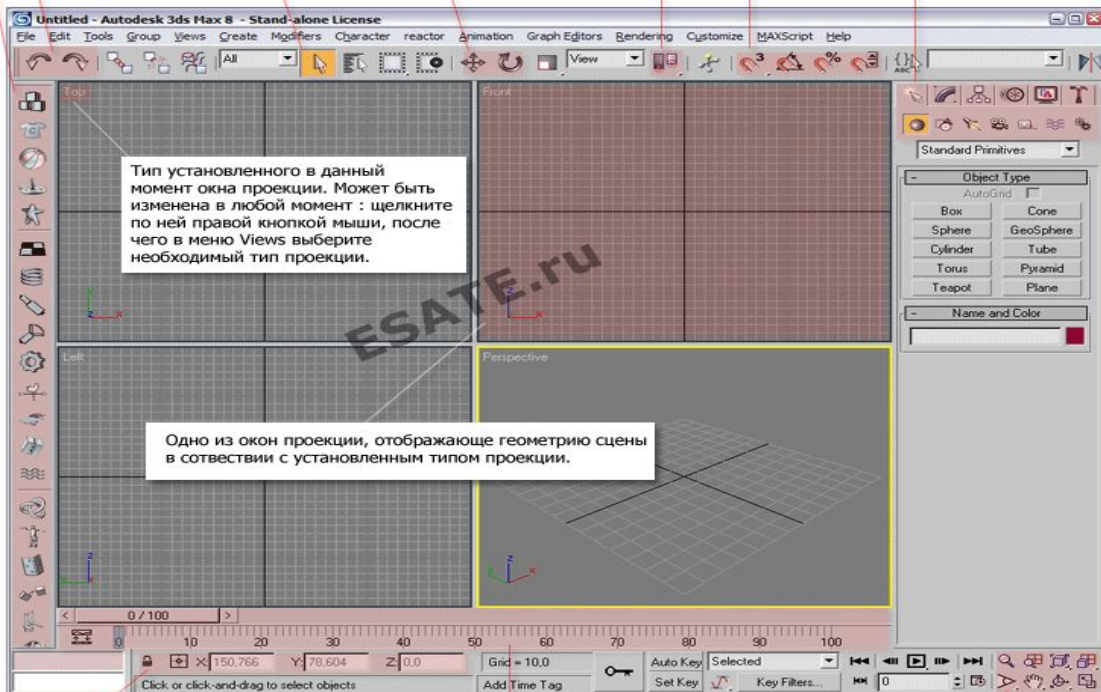 Untitled - Autodesk 3ds Max 8 - Stand-alone License
File Edit Tools Group Views Create Modifiers Character reactor Animation Graph Editors Rendering Customize MAXScript Help
All
View
3
%
ABC
Top
Front
Тип установленного в данный
момент окна проекции. Может быть
изменена в любой момент : щелкните
по ней правой кнопкой мыши, после
чего в меню Views выберите
необходимый тип проекции.
Standard Primitives
- Object Type
AutoGrid
Box Cone
Sphere GeoSphere
Cylinder Tube
Torus Pyramid
Teapot Plane
- Name and Color
ESATE.ru
y
z x
z
x
Left
Perspective
Одно из окон проекции, отображающе геометрию сцены
в сотвествии с установленным типом проекции.
z
y x
z
y x
< 0 / 100 >
0 10 20 30 40 50 60 70 80 90 100
X: 150,766 Y: 78,604 Z: 0,0 Grid = 10,0 Auto Key Selected
Click or click-and-drag to select objects Add Time Tag Set Key Key Filters... 0